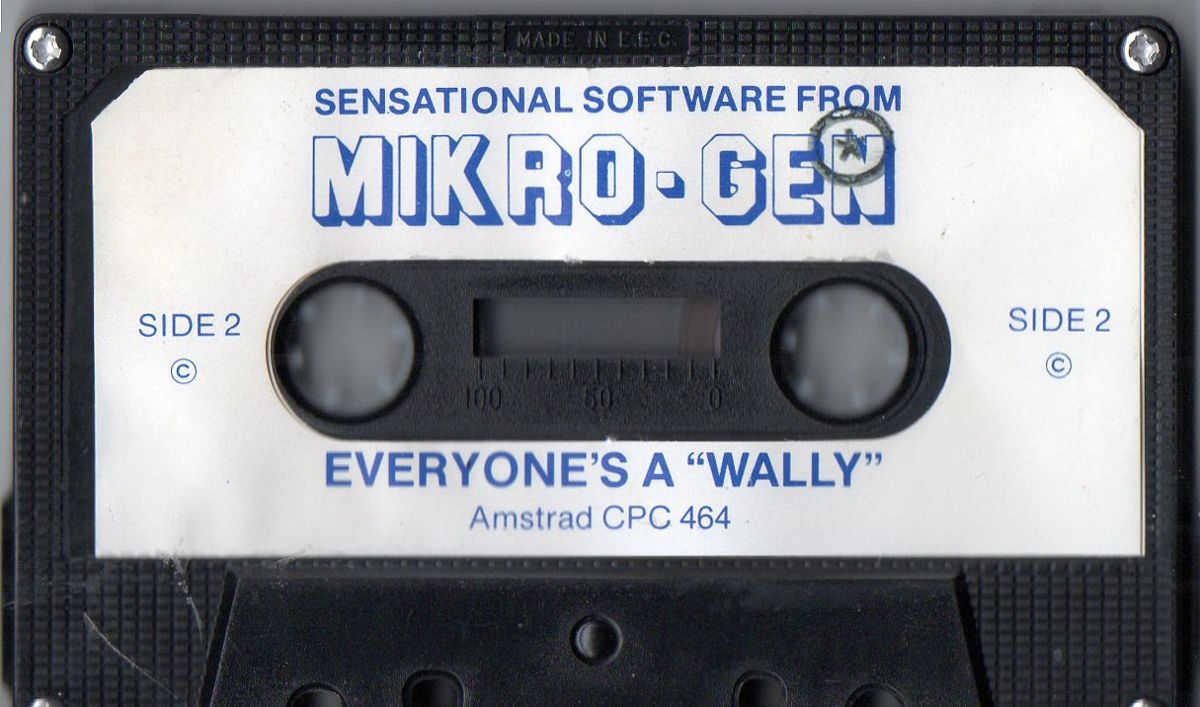 MADE IN E.E.C.
SENSATIONAL SOFTWARE FROM
MIKRO-GEN
SIDE 2
SIDE 2
©
©
100 50 0
EVERYONE'S A “WALLY”
Amstrad CPC 464